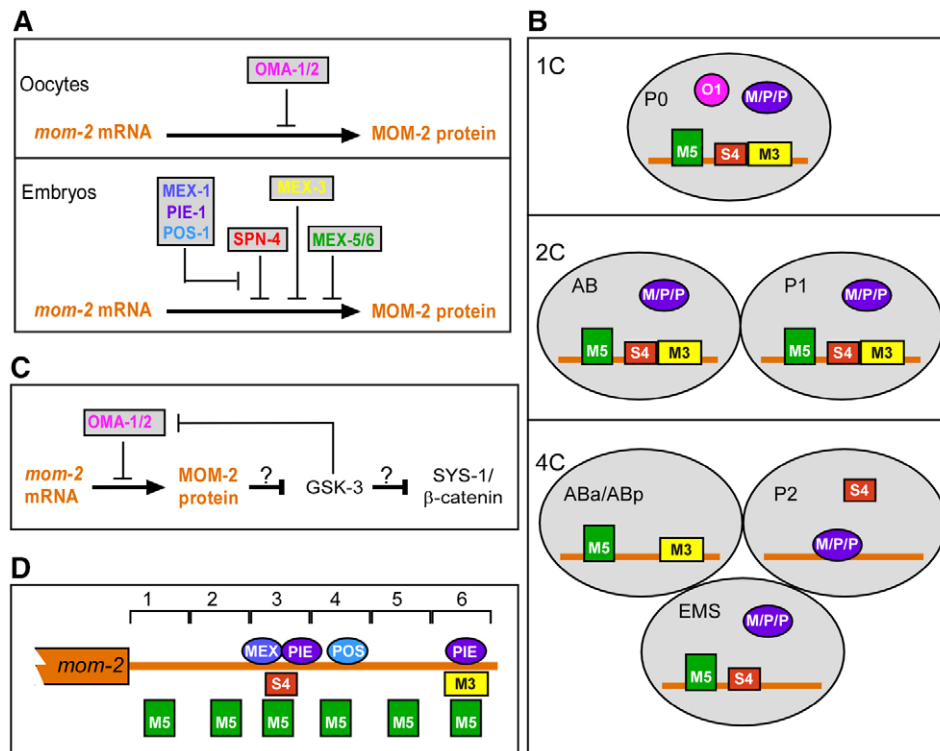 A
Oocytes
OMA-1/2
mom-2 mRNA
MOM-2 protein
Embryos
MEX-1
PIE-1
POS-1
SPN-4
MEX-3
MEX-5/6
mom-2 mRNA
MOM-2 protein
B
1C
P0
O1
M/P/P
M5
S4
M3
2C
AB
M/P/P
M5
S4
M3
P1
M/P/P
M5
S4
M3
4C
ABa/ABp
M5
M3
P2
S4
M/P/P
EMS
M/P/P
M5
S4
C
OMA-1/2
mom-2
mRNA
MOM-2
protein
?
GSK-3
?
SYS-1/
β-catenin
D
1 2 3 4 5 6
mom-2
MEX PIE POS PIE
S4 M3
M5 M5 M5 M5 M5 M5